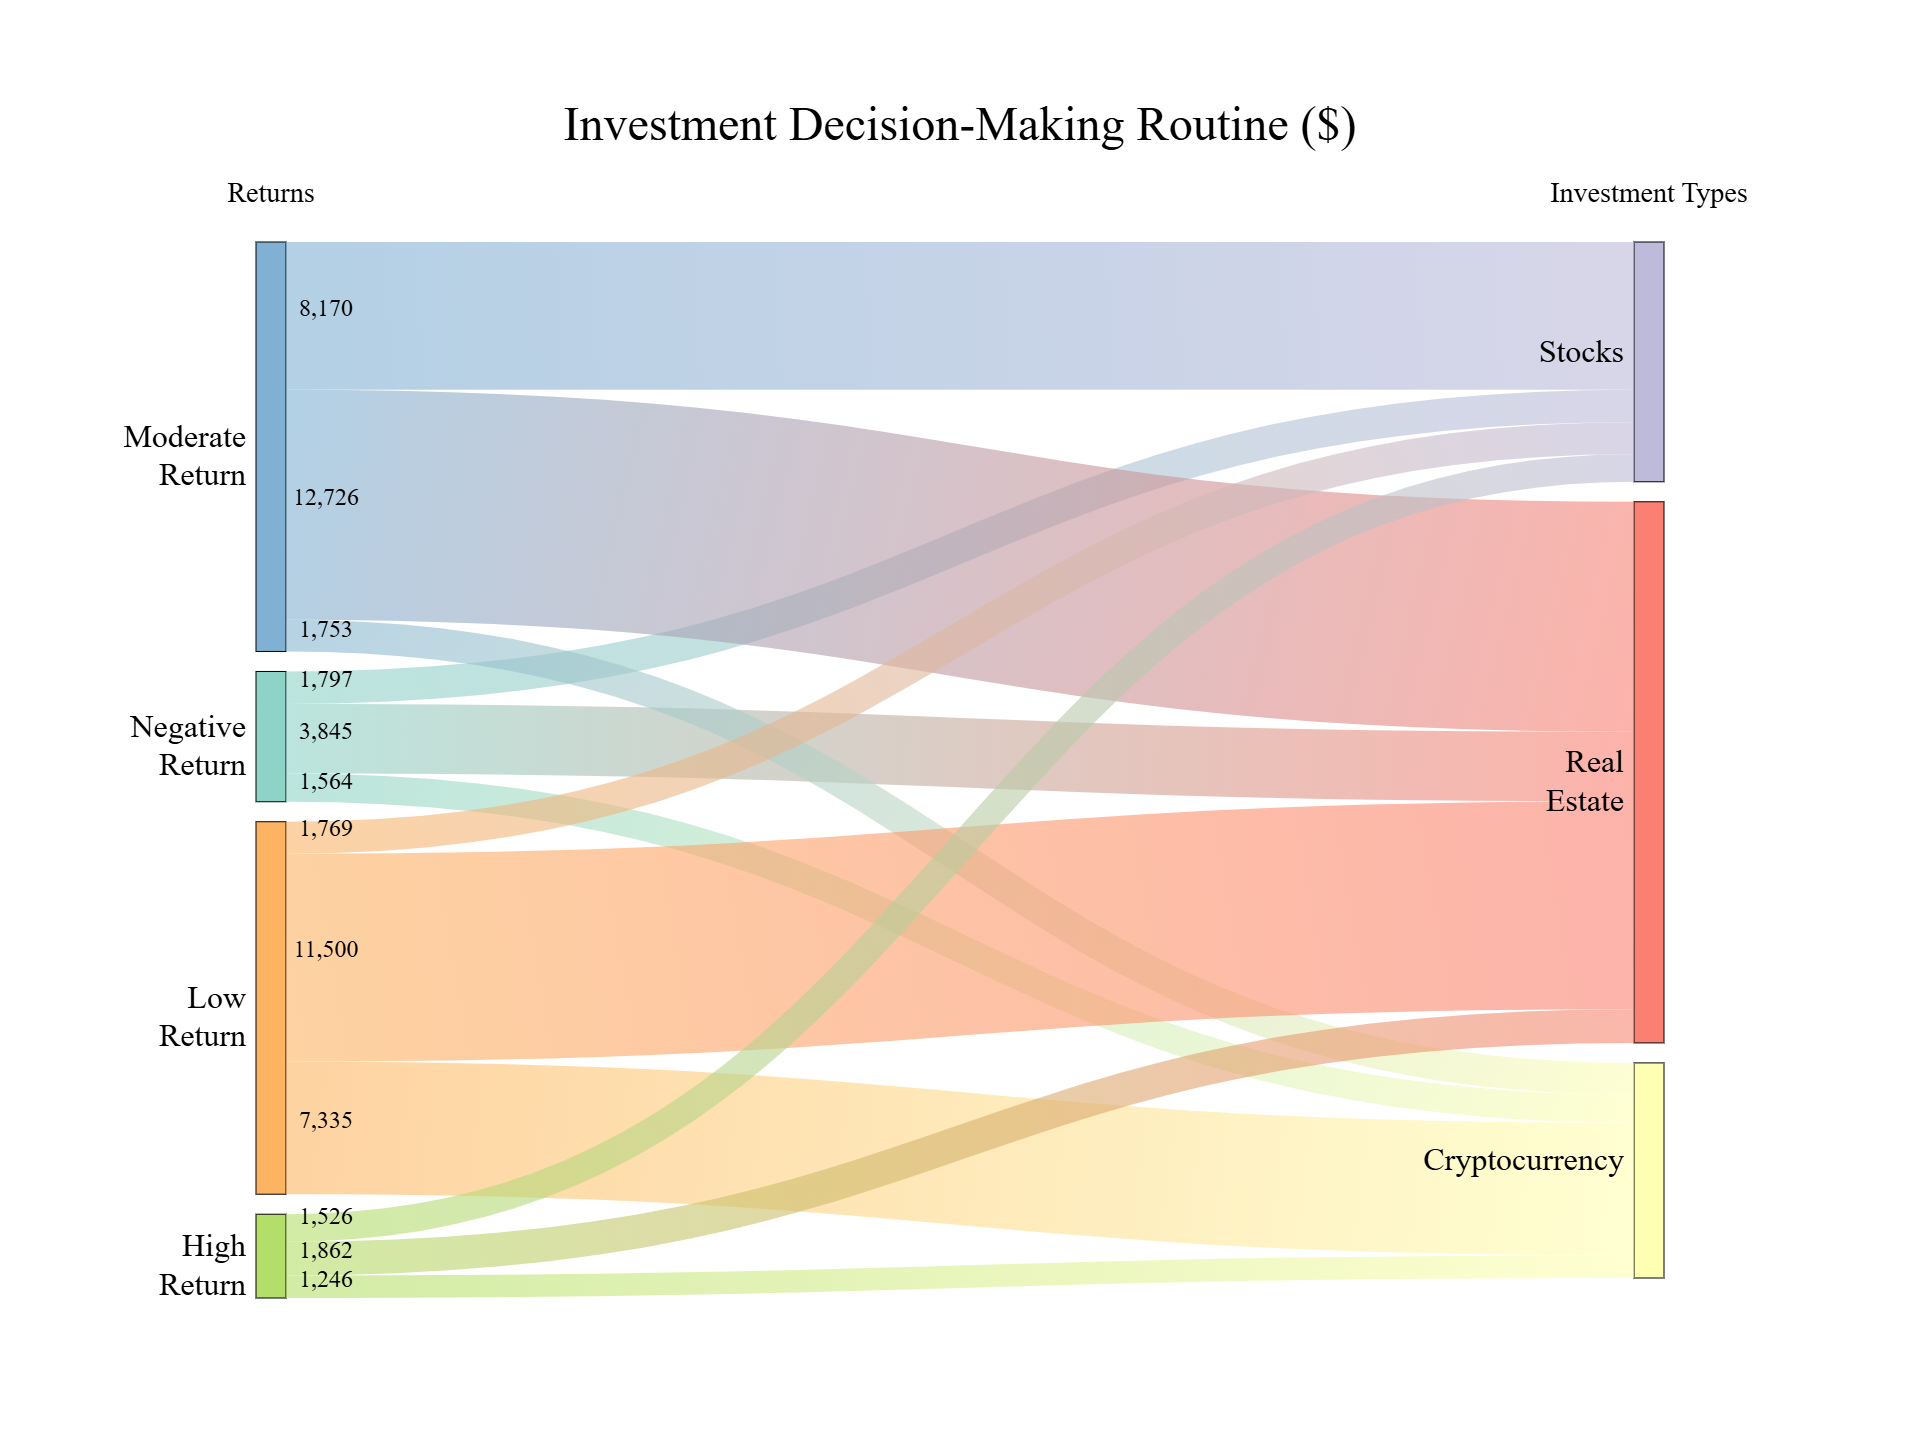 Investment Decision-Making Routine ($)
Returns
Investment Types
8,170
Stocks
Moderate
Return
12,726
1,753
1,797
Negative
Return
3,845
1,564
Real
Estate
1,769
11,500
Low
Return
7,335
Cryptocurrency
1,526
High
Return
1,862
1,246